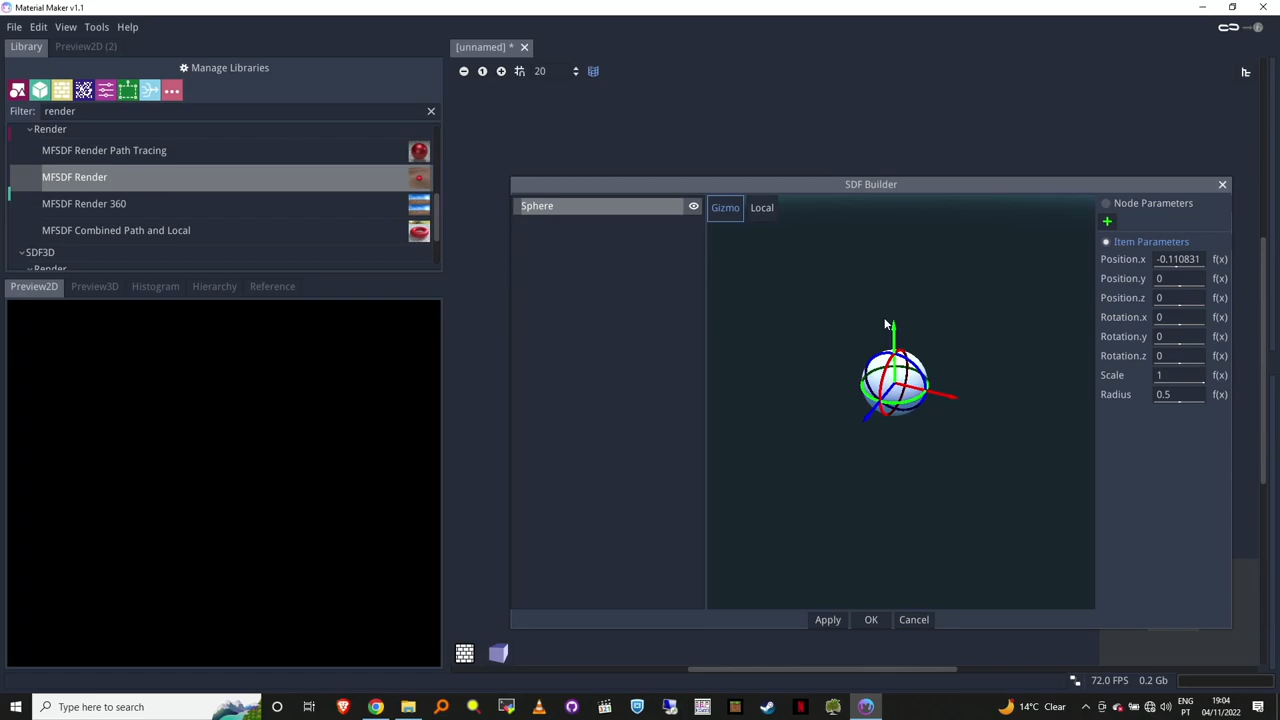 Material Maker v1.1
File Edit View Tools Help
Library Preview2D (2)
[unnamed] *
Manage Libraries
20
Filter: render
Render
MFSDF Render Path Tracing
MFSDF Render
MFSDF Render 360
MFSDF Combined Path and Local
SDF3D
Render
Preview2D Preview3D Histogram Hierarchy Reference
SDF Builder
Sphere
Gizmo Local
Node Parameters
Item Parameters
Position.x -0.110831 f(x)
Position.y 0 f(x)
Position.z 0 f(x)
Rotation.x 0 f(x)
Rotation.y 0 f(x)
Rotation.z 0 f(x)
Scale 1 f(x)
Radius 0.5 f(x)
Apply OK Cancel
72.0 FPS 0.2 Gb
Type here to search
14°C Clear
ENG
PT
19:04
04/11/2022